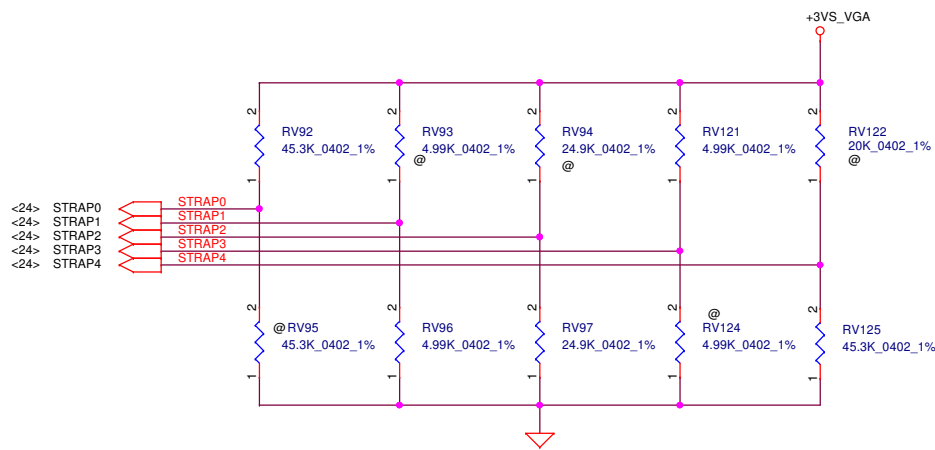 +3VS_VGA
2 2 2 2 2
RV92 RV93 RV94 RV121 RV122
45.3K_0402_1% 4.99K_0402_1% 24.9K_0402_1% 4.99K_0402_1% 20K_0402_1%
@ @ @
1 1 1 1 1
<24> STRAP0 STRAP0
<24> STRAP1 STRAP1
<24> STRAP2 STRAP2
<24> STRAP3 STRAP3
<24> STRAP4 STRAP4
2 2 2 2 2
@
@ RV95 RV96 RV97 RV124 RV125
45.3K_0402_1% 4.99K_0402_1% 24.9K_0402_1% 4.99K_0402_1% 45.3K_0402_1%
1 1 1 1 1